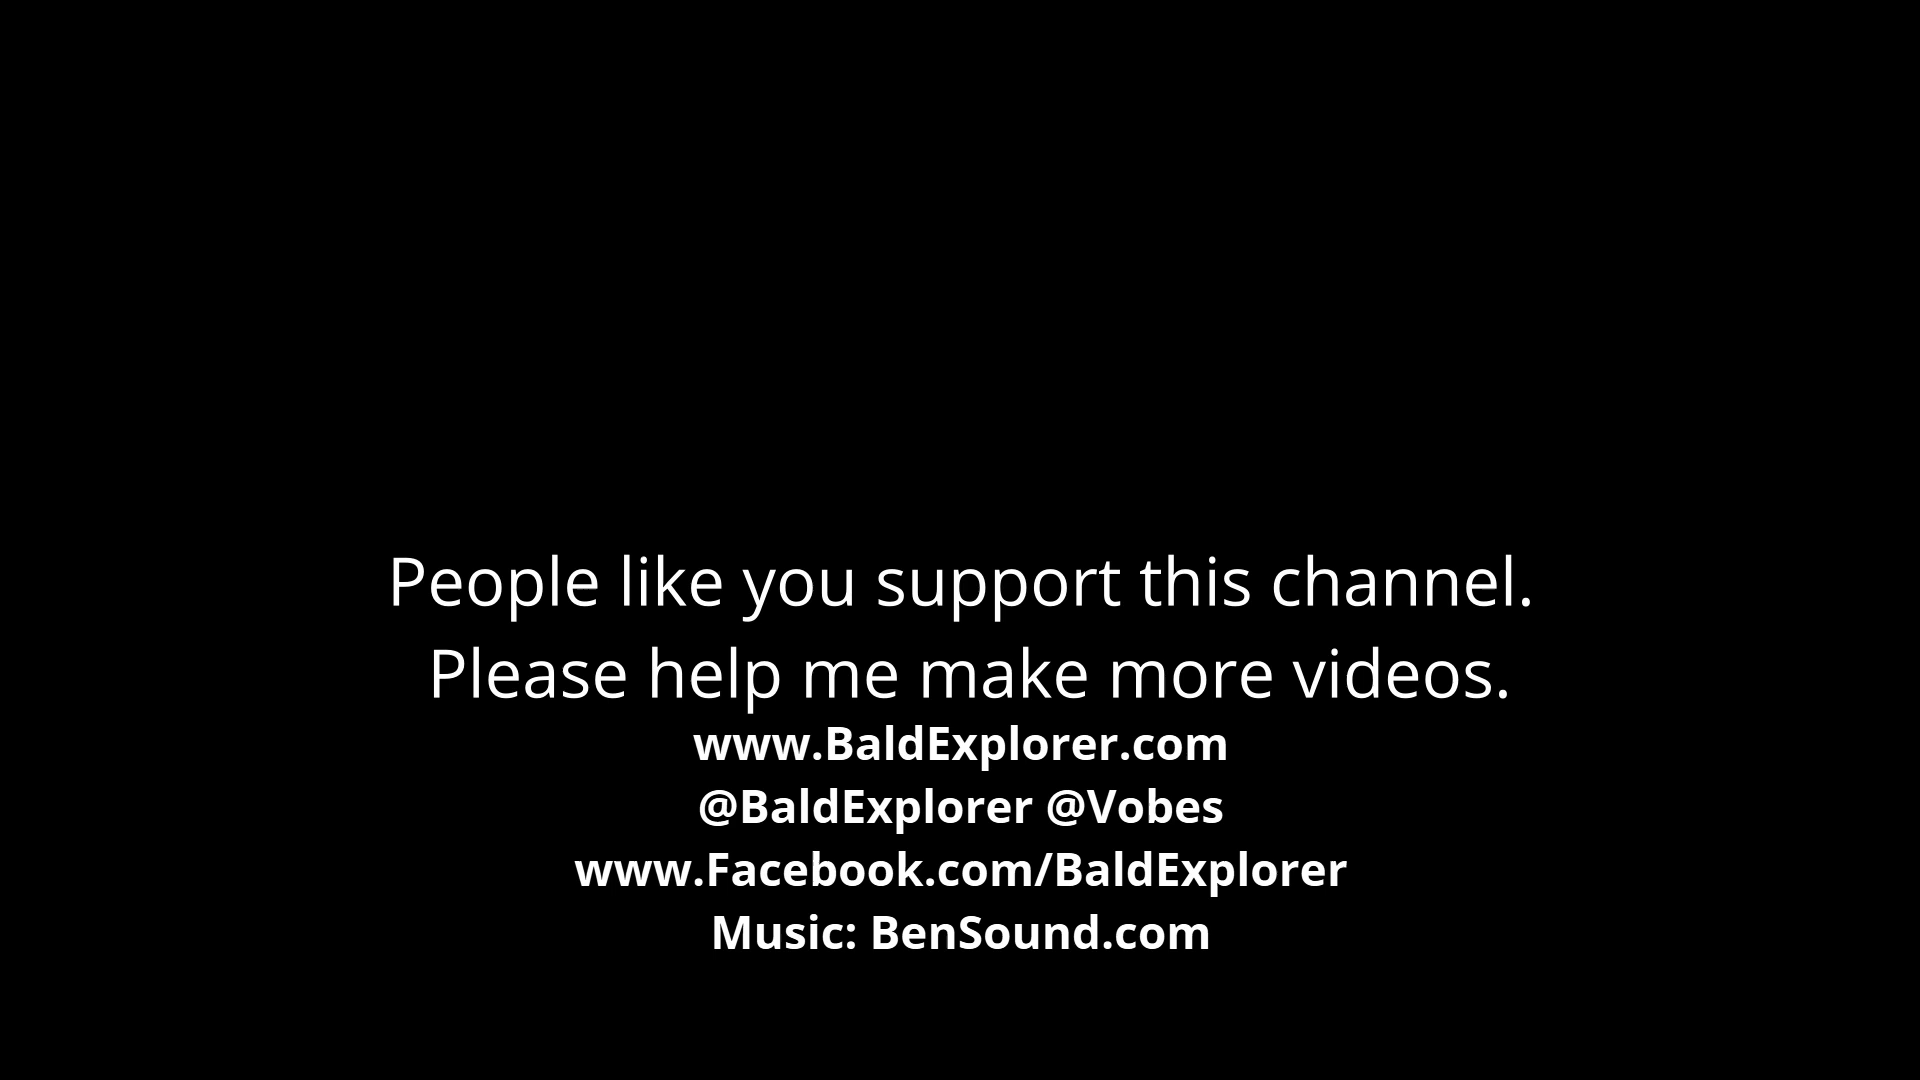 People like you support this channel.
Please help me make more videos.
www.BaldExplorer.com
@BaldExplorer @Vobes
www.Facebook.com/BaldExplorer
Music: BenSound.com